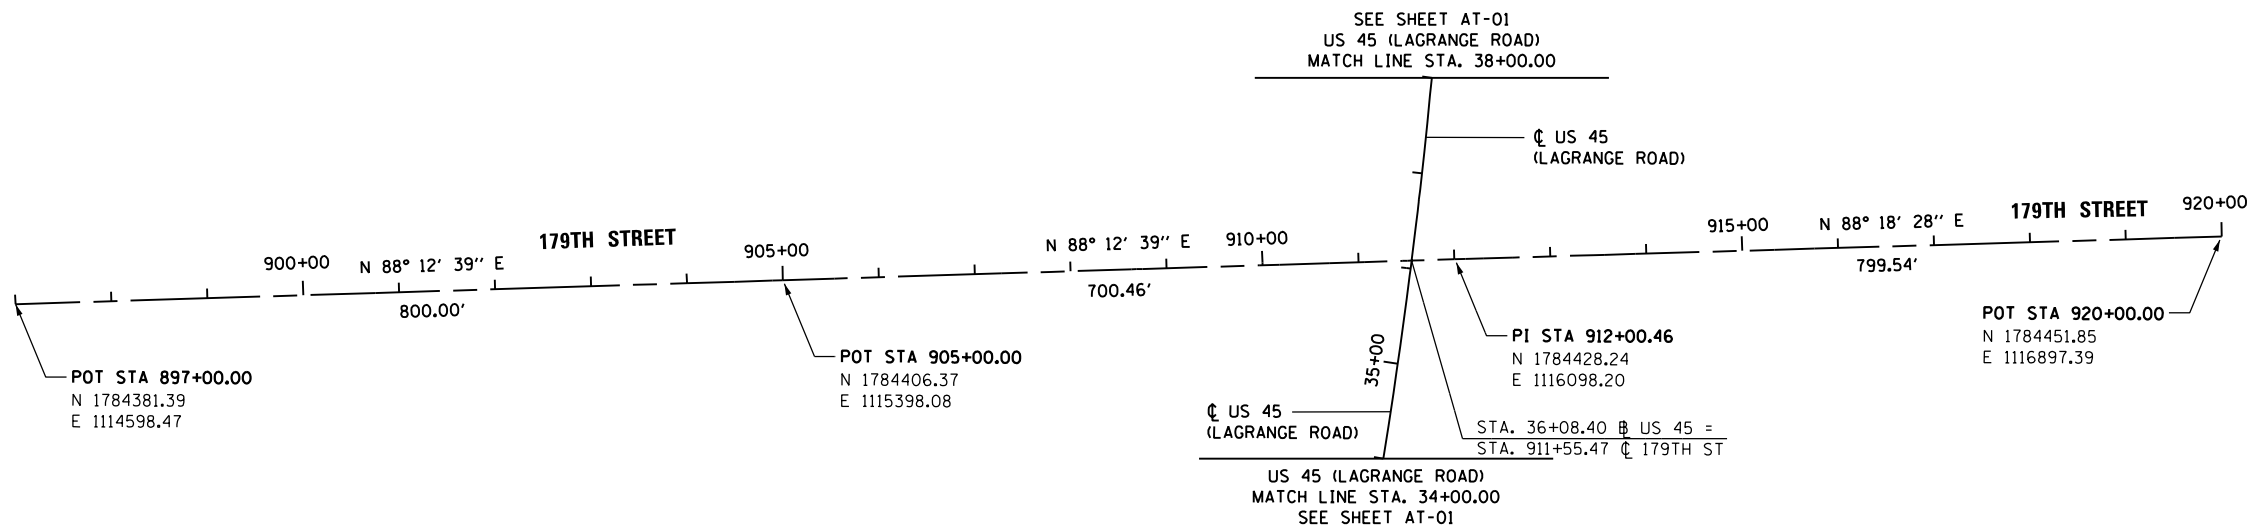 SEE SHEET AT-01
US 45 (LAGRANGE ROAD)
MATCH LINE STA. 38+00.00
℄ US 45
(LAGRANGE ROAD)
900+00
N 88° 12' 39'' E
179TH STREET
905+00
N 88° 12' 39'' E
910+00
915+00
N 88° 18' 28'' E
179TH STREET
920+00
800.00'
700.46'
799.54'
POT STA 897+00.00
N 1784381.39
E 1114598.47
POT STA 905+00.00
N 1784406.37
E 1115398.08
35+00
PI STA 912+00.46
N 1784428.24
E 1116098.20
POT STA 920+00.00
N 1784451.85
E 1116897.39
℄ US 45
(LAGRANGE ROAD)
STA. 36+08.40 B US 45 =
STA. 911+55.47 ℄ 179TH ST
US 45 (LAGRANGE ROAD)
MATCH LINE STA. 34+00.00
SEE SHEET AT-01